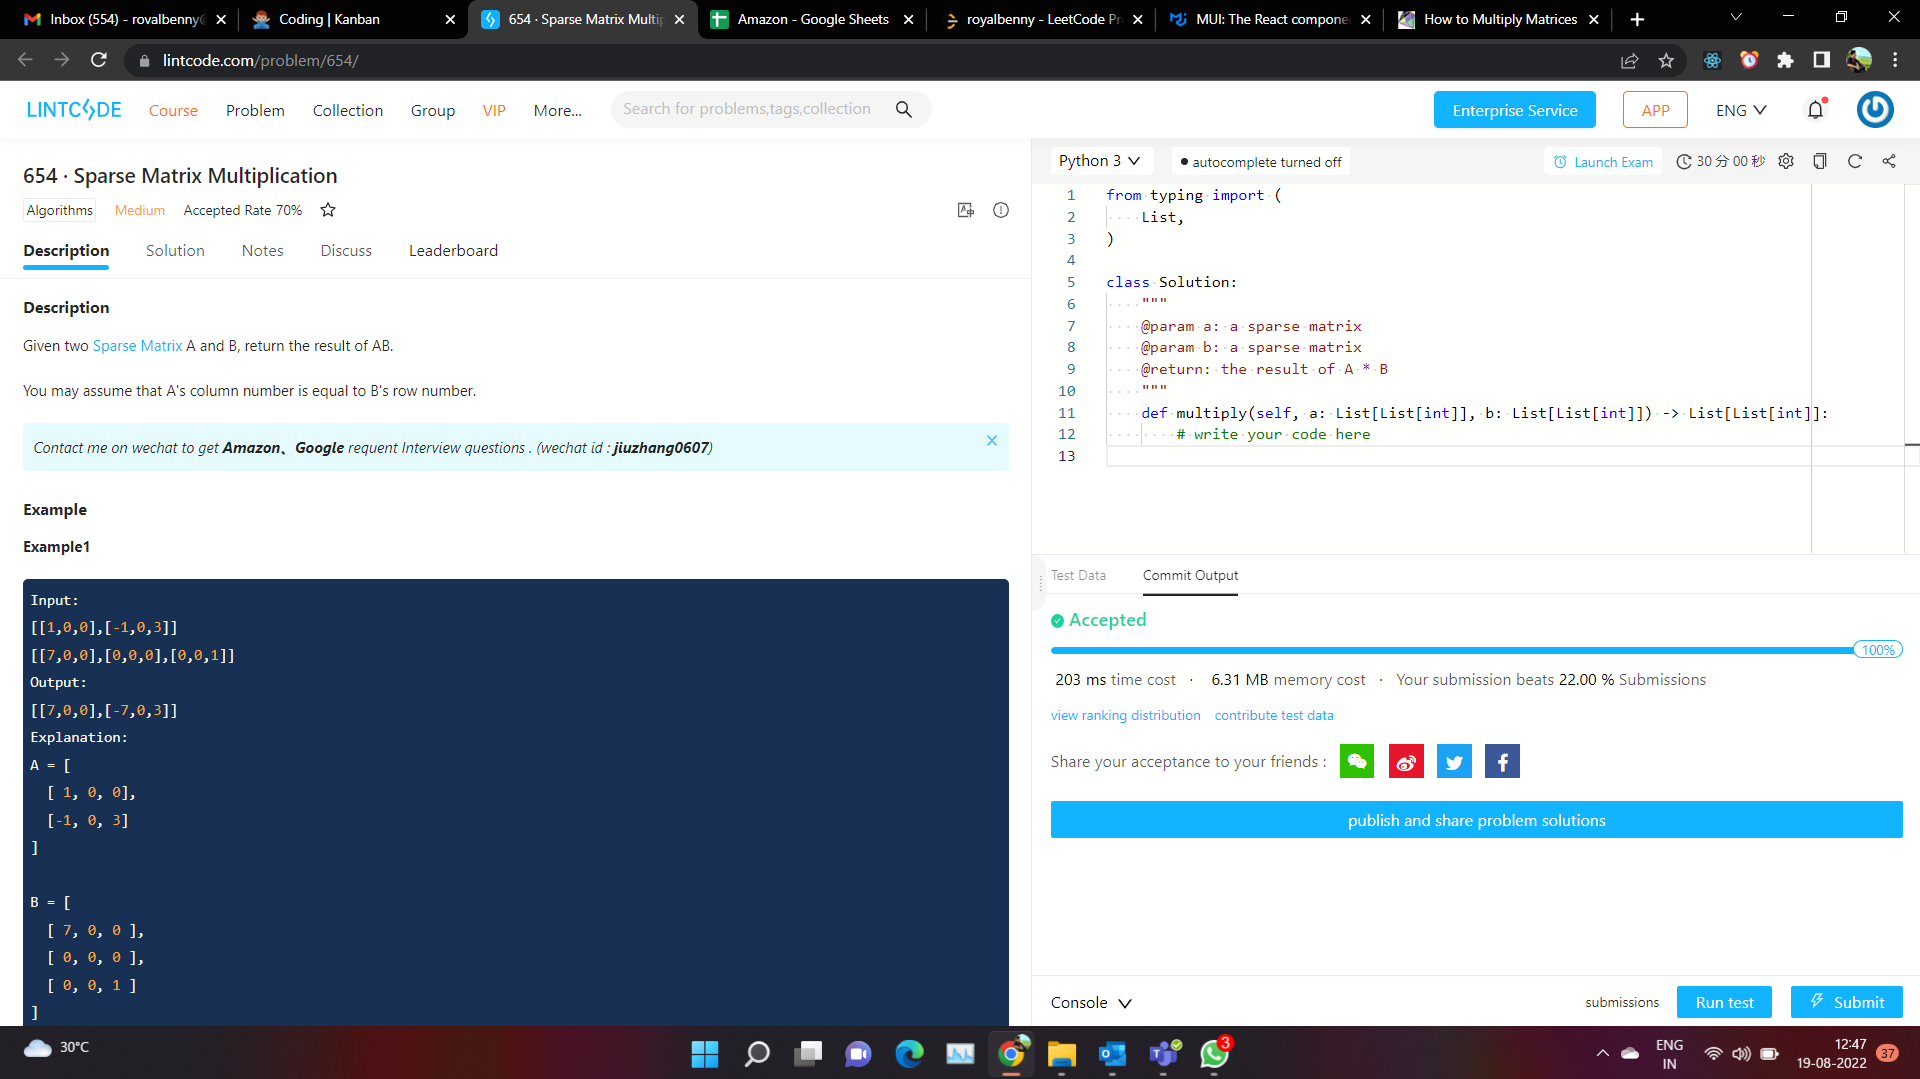 Inbox (554) - royalbenny@
Coding | Kanban
654 · Sparse Matrix Multip
Amazon - Google Sheets
royalbenny - LeetCode Pr
MUI: The React compone
How to Multiply Matrices
lintcode.com/problem/654/
LINTCODE
Course
Problem
Collection
Group
VIP
More...
Search for problems,tags,collection
Enterprise Service
APP
ENG
654 · Sparse Matrix Multiplication
Algorithms
Medium
Accepted Rate 70%
Description
Solution
Notes
Discuss
Leaderboard
Description
Given two Sparse Matrix A and B, return the result of AB.
You may assume that A's column number is equal to B's row number.
Contact me on wechat to get Amazon、Google requent Interview questions . (wechat id : jiuzhang0607)
Example
Example1
Input:
[[1,0,0],[-1,0,3]]
[[7,0,0],[0,0,0],[0,0,1]]
Output:
[[7,0,0],[-7,0,3]]
Explanation:
A = [
[ 1, 0, 0],
[-1, 0, 3]
]
B = [
[ 7, 0, 0 ],
[ 0, 0, 0 ],
[ 0, 0, 1 ]
]
Python 3
● autocomplete turned off
Launch Exam
30 分 00 秒
1 from typing import (
2 List,
3 )
4
5 class Solution:
6 """
7 @param a: a sparse matrix
8 @param b: a sparse matrix
9 @return: the result of A * B
10 """
11 def multiply(self, a: List[List[int]], b: List[List[int]]) -> List[List[int]]:
12 # write your code here
13
Test Data
Commit Output
Accepted
100%
203 ms time cost · 6.31 MB memory cost · Your submission beats 22.00 % Submissions
view ranking distribution
contribute test data
Share your acceptance to your friends :
publish and share problem solutions
Console
submissions
Run test
Submit
30°C
3
ENG
IN
12:47
19-08-2022
37